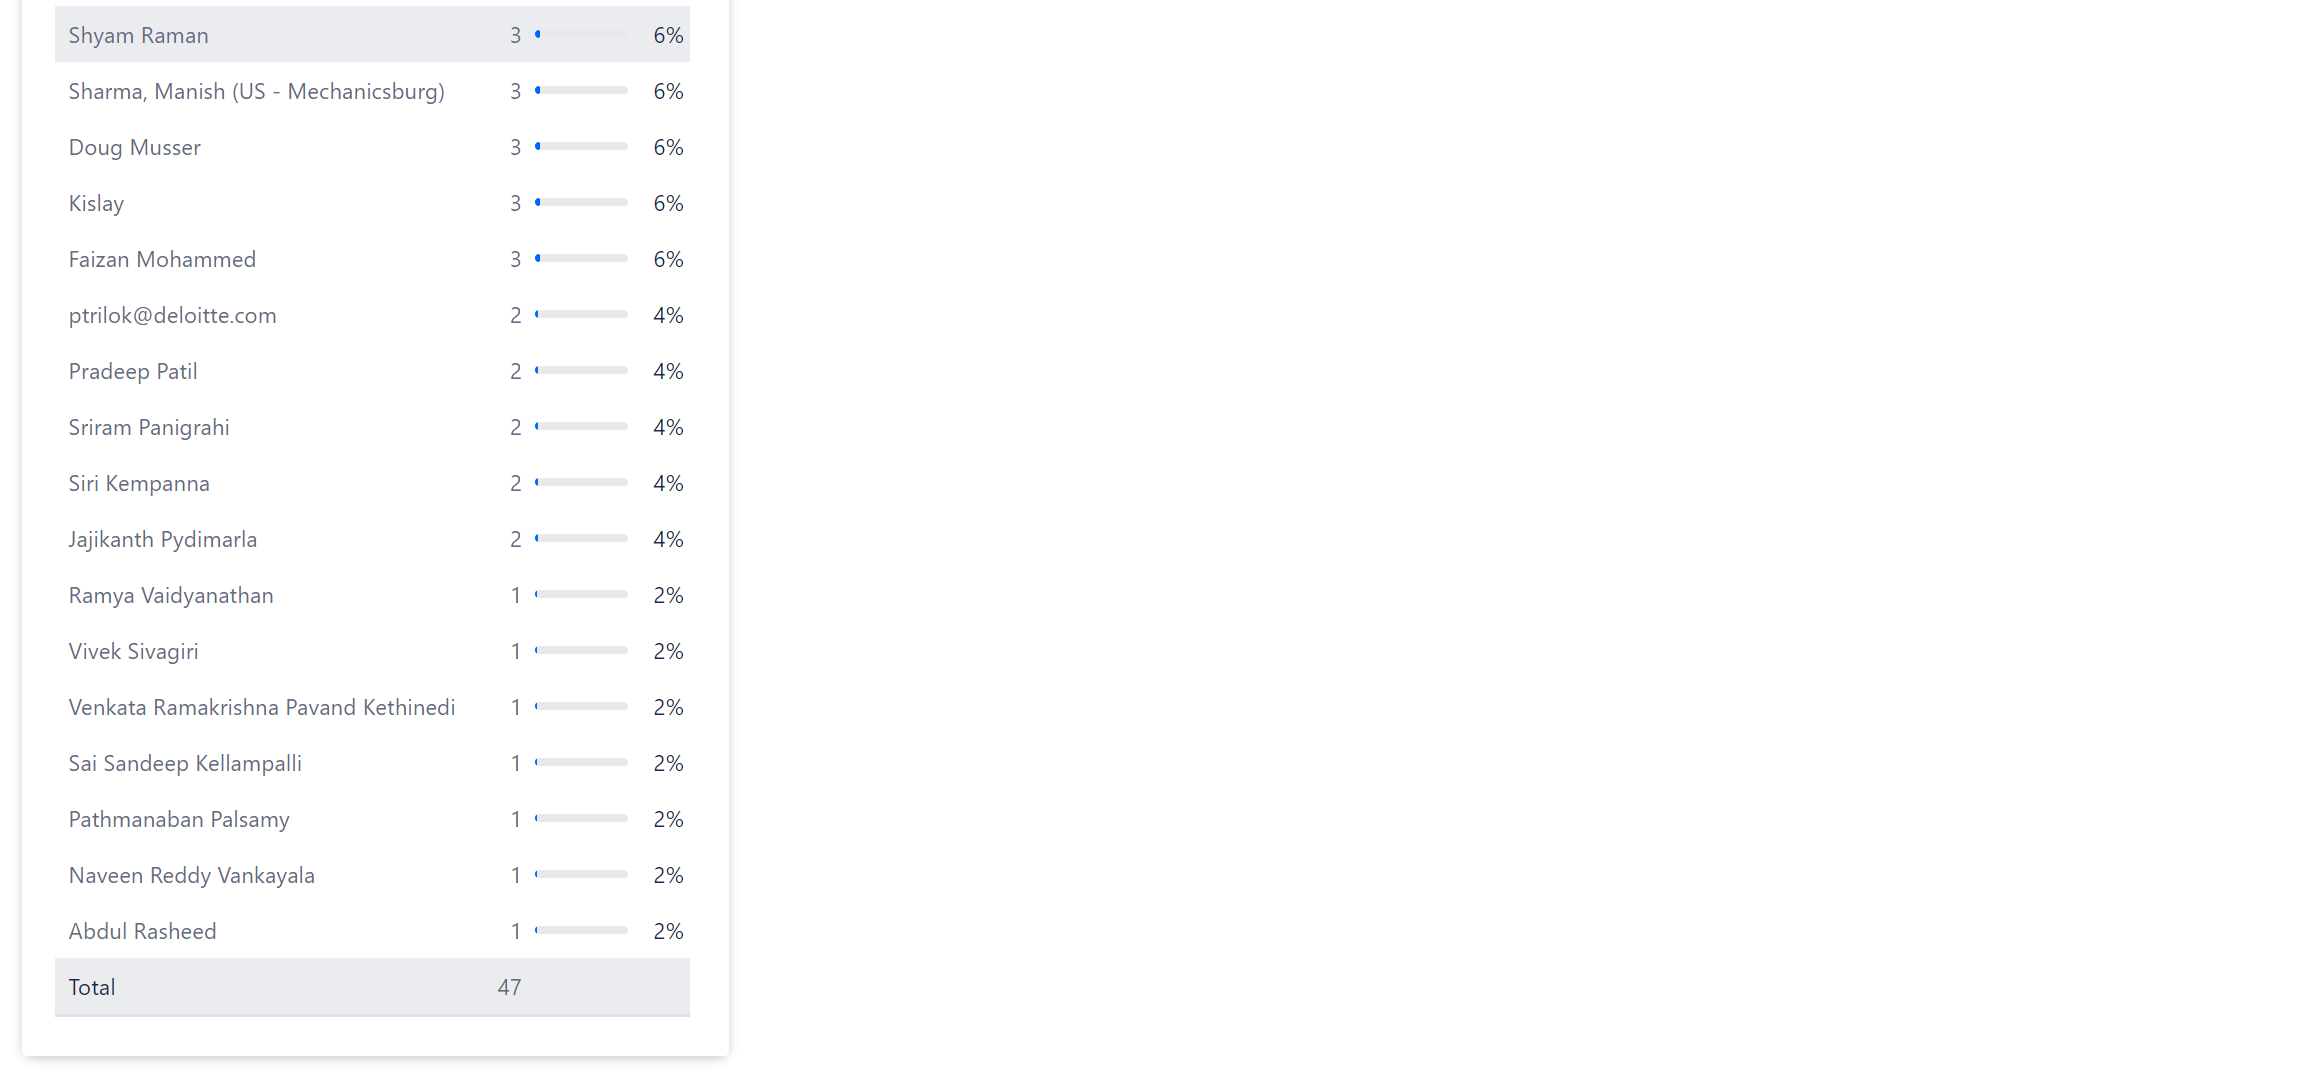 Shyam Raman 3 6%
Sharma, Manish (US - Mechanicsburg) 3 6%
Doug Musser 3 6%
Kislay 3 6%
Faizan Mohammed 3 6%
ptrilok@deloitte.com 2 4%
Pradeep Patil 2 4%
Sriram Panigrahi 2 4%
Siri Kempanna 2 4%
Jajikanth Pydimarla 2 4%
Ramya Vaidyanathan 1 2%
Vivek Sivagiri 1 2%
Venkata Ramakrishna Pavand Kethinedi 1 2%
Sai Sandeep Kellampalli 1 2%
Pathmanaban Palsamy 1 2%
Naveen Reddy Vankayala 1 2%
Abdul Rasheed 1 2%
Total 47